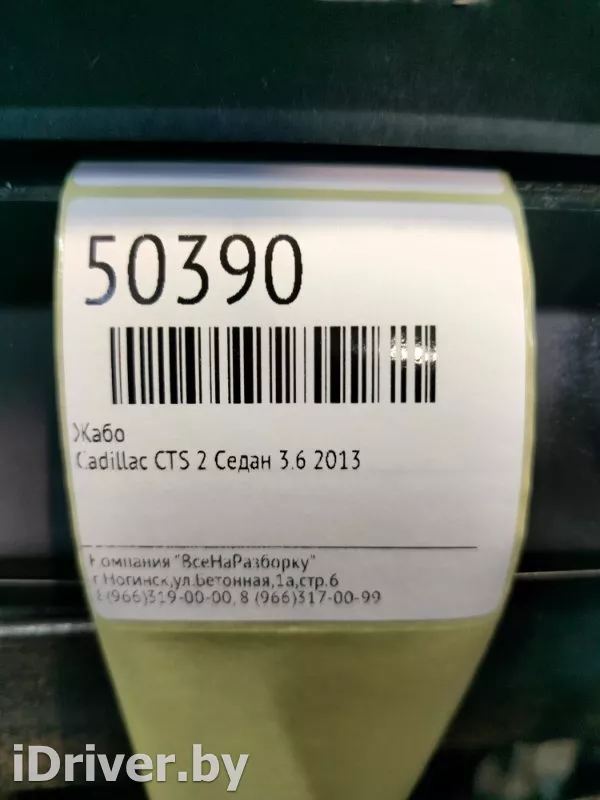 50390
Жабо
Cadillac CTS 2 Седан 3.6 2013
Компания "ВсеНаРазборку"
г.Ногинск,ул.Бетонная,1а,стр.6
8(966)319-00-00, 8 (966)317-00-99
iDriver.by